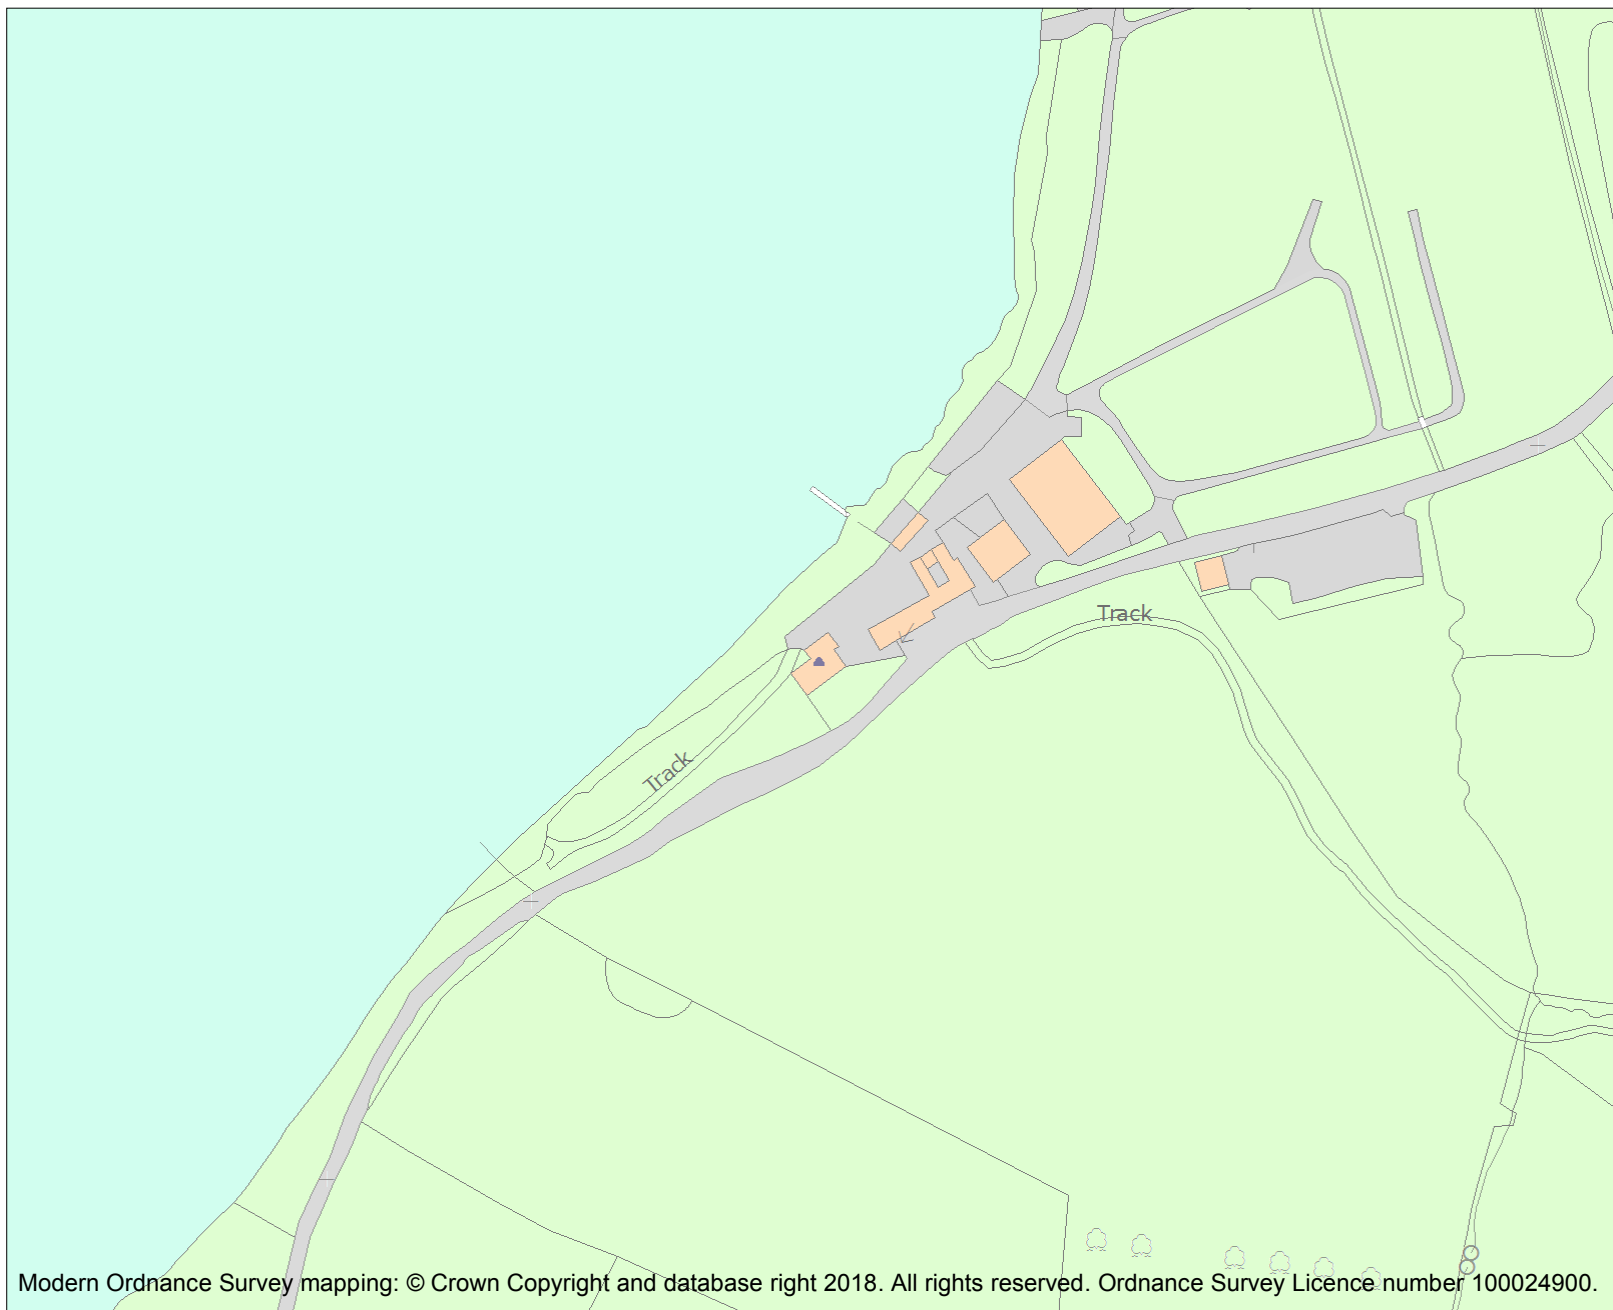 Track
Track
Modern Ordnance Survey mapping: © Crown Copyright and database right 2018. All rights reserved. Ordnance Survey Licence number 100024900.